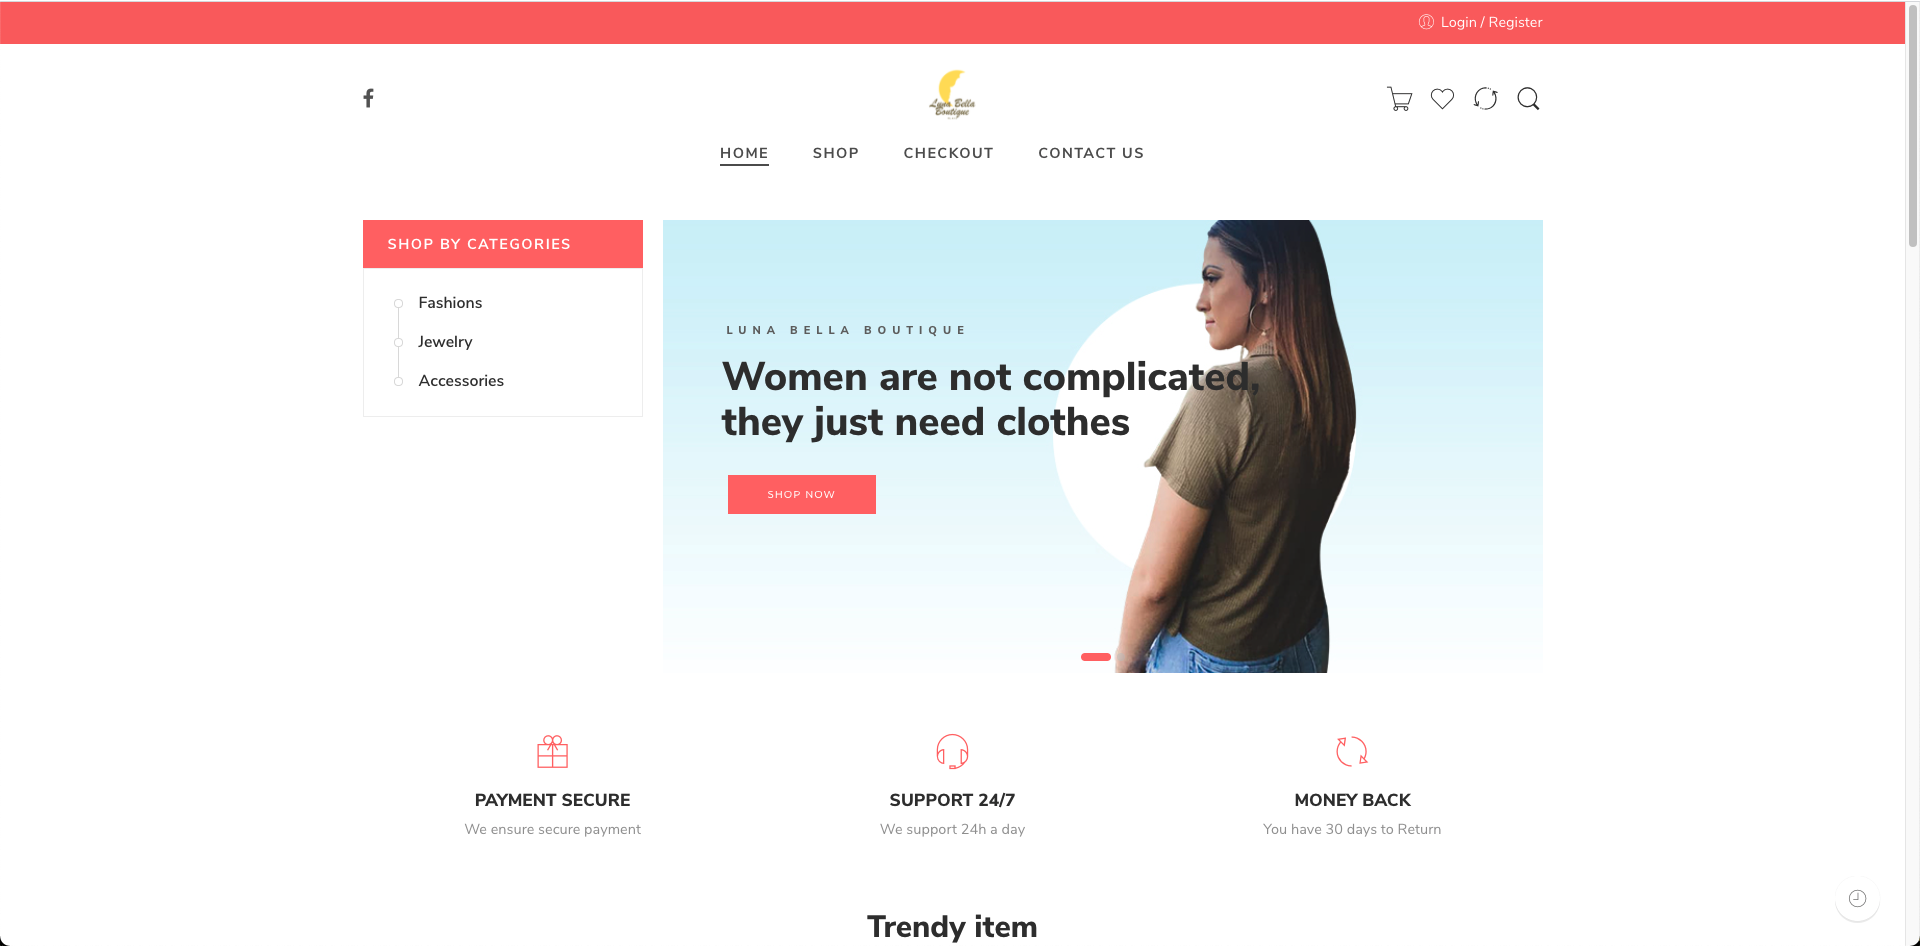 Login / Register
Luna Bella
Boutique
HOME SHOP CHECKOUT CONTACT US
SHOP BY CATEGORIES
Fashions
Jewelry
Accessories
LUNA BELLA BOUTIQUE
Women are not complicated,
they just need clothes
SHOP NOW
PAYMENT SECURE
We ensure secure payment
SUPPORT 24/7
We support 24h a day
MONEY BACK
You have 30 days to Return
Trendy item